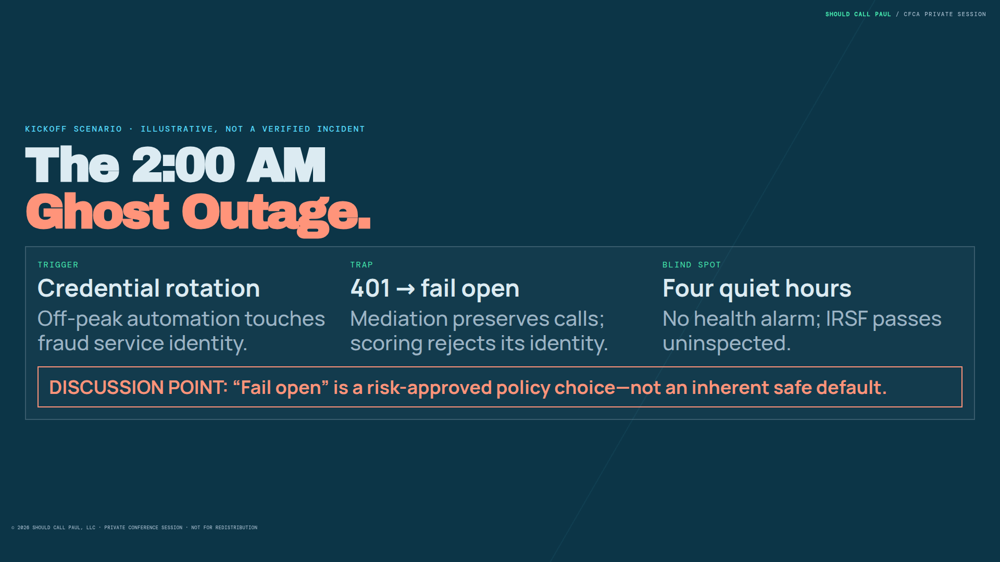 SHOULD CALL PAUL / CFCA PRIVATE SESSION
KICKOFF SCENARIO · ILLUSTRATIVE, NOT A VERIFIED INCIDENT
The 2:00 AM
Ghost Outage.
TRIGGER
Credential rotation
Off-peak automation touches
fraud service identity.
TRAP
401 → fail open
Mediation preserves calls;
scoring rejects its identity.
BLIND SPOT
Four quiet hours
No health alarm; IRSF passes
uninspected.
DISCUSSION POINT: “Fail open” is a risk-approved policy choice—not an inherent safe default.
© 2026 SHOULD CALL PAUL, LLC · PRIVATE CONFERENCE SESSION · NOT FOR REDISTRIBUTION